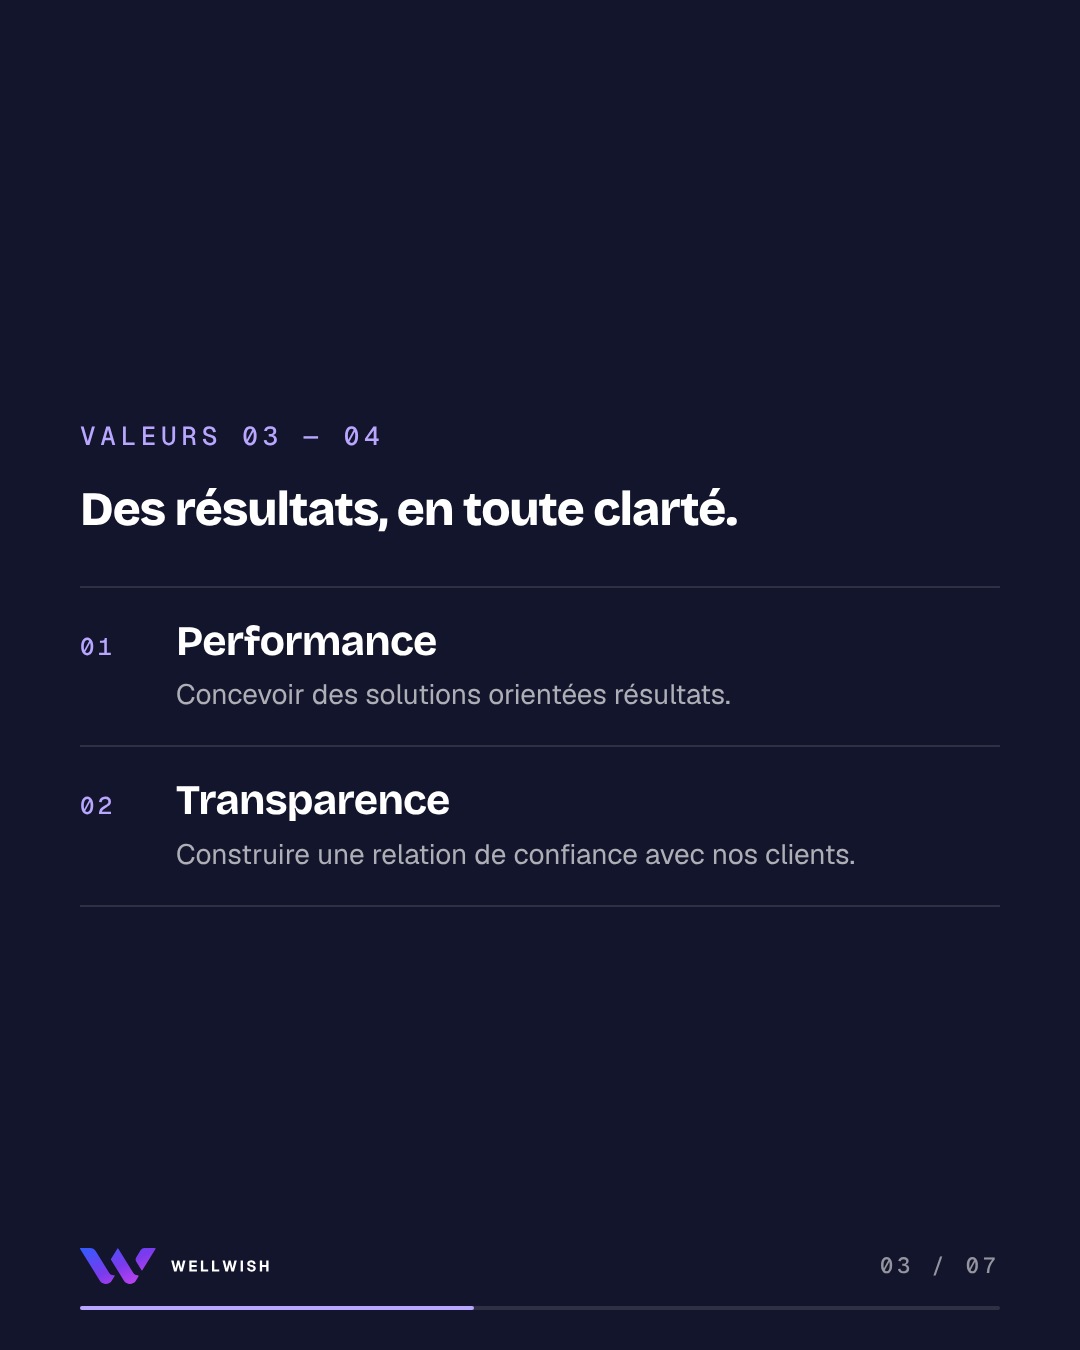 VALEURS 03 — 04
Des résultats, en toute clarté.
01
Performance
Concevoir des solutions orientées résultats.
02
Transparence
Construire une relation de confiance avec nos clients.
WELLWISH
03 / 07